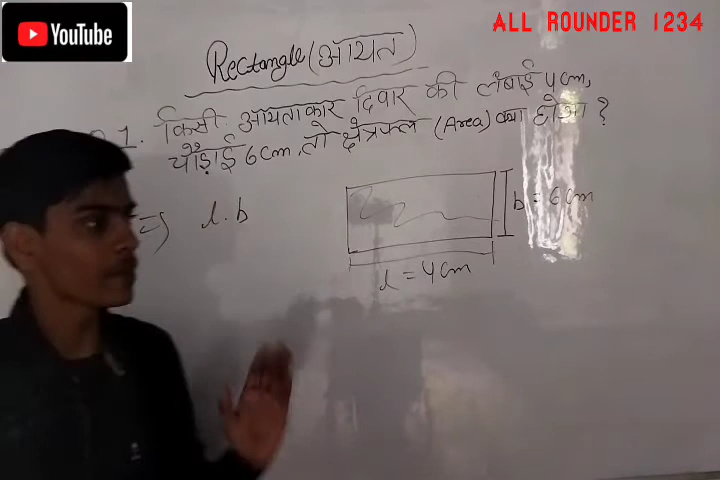 YouTube
ALL ROUNDER 1234
Rectangle (आयत)
1. किसी आयताकार दिवार की लंबाई 4cm,
चौड़ाई 6cm, तो क्षेत्रफल (Area) क्या होगा ?
=) l.b
b = 6cm
l = 4cm